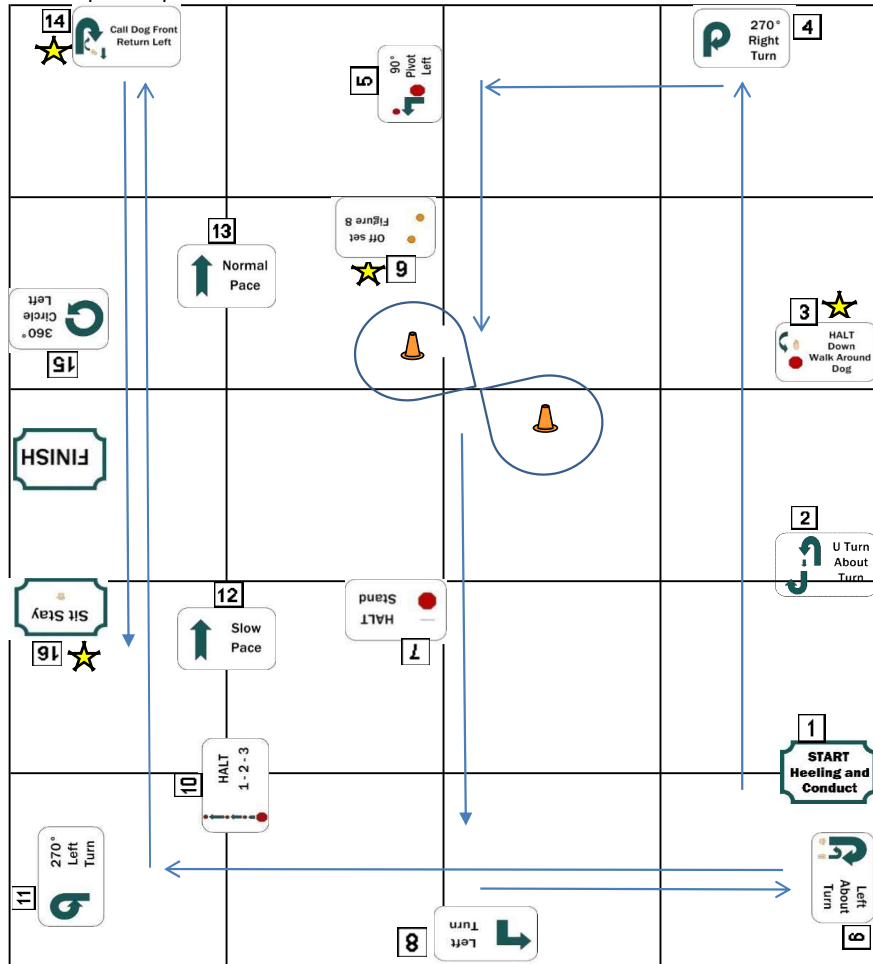 14
Call Dog Front
Return Left
5
90°
Pivot
Left
4
270°
Right
Turn
13
Normal
Pace
6
Off set
Figure 8
3
HALT
Down
Walk Around
Dog
15
360°
Circle
Left
FINISH
2
U Turn
About
Turn
16
Sit Stay
12
Slow
Pace
7
HALT
Stand
1
START
Heeling and
Conduct
10
HALT
1 - 2 - 3
11
270°
Left
Turn
8
Left
Turn
9
Left
About
Turn